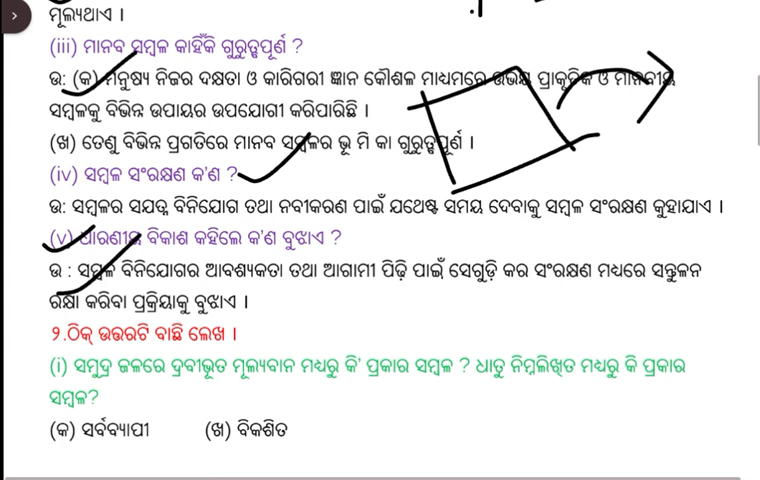 ମୂଲ୍ୟଥାଏ ।
(iii) ମାନବ ସମ୍ବଳ କାହିଁକି ଗୁରୁତ୍ୱପୂର୍ଣ ?
ଉ: (କ) ମନୁଷ୍ୟ ନିଜର ଦକ୍ଷତା ଓ କାରିଗରୀ ଜ୍ଞାନ କୌଶଳ ମାଧ୍ୟମରେ ଉଭୟ ପ୍ରାକୃତିକ ଓ ମାନବୀୟ
ସମ୍ବଳକୁ ବିଭିନ୍ନ ଉପାୟର ଉପଯୋଗୀ କରିପାରିଛି ।
(ଖ) ତେଣୁ ବିଭିନ୍ନ ପ୍ରଗତିରେ ମାନବ ସମ୍ବଳର ଭୂ ମି କା ଗୁରୁତ୍ୱପୂର୍ଣ ।
(iv) ସମ୍ବଳ ସଂରକ୍ଷଣ କ'ଣ ?
ଉ: ସମ୍ବଳର ସଯତ୍ନ ବିନିଯୋଗ ତଥା ନବୀକରଣ ପାଇଁ ଯଥେଷ୍ଟ ସମୟ ଦେବାକୁ ସମ୍ବଳ ସଂରକ୍ଷଣ କୁହାଯାଏ ।
(v) ଧାରଣୀୟ ବିକାଶ କହିଲେ କ'ଣ ବୁଝାଏ ?
ଉ : ସମ୍ବଳ ବିନିଯୋଗର ଆବଶ୍ୟକତା ତଥା ଆଗାମୀ ପିଢ଼ି ପାଇଁ ସେଗୁଡ଼ି କର ସଂରକ୍ଷଣ ମଧ୍ୟରେ ସନ୍ତୁଳନ
ରକ୍ଷା କରିବା ପ୍ରକ୍ରିୟାକୁ ବୁଝାଏ ।
୨.ଠିକ୍ ଉତ୍ତରଟି ବାଛି ଲେଖ ।
(i) ସମୁଦ୍ର ଜଳରେ ଦ୍ରବୀଭୂତ ମୂଲ୍ୟବାନ ମଧ୍ୟରୁ କି' ପ୍ରକାର ସମ୍ବଳ ? ଧାତୁ ନିମ୍ନଲିଖିତ ମଧ୍ୟରୁ କି ପ୍ରକାର
ସମ୍ବଳ?
(କ) ସର୍ବବ୍ୟାପୀ (ଖ) ବିକଶିତ